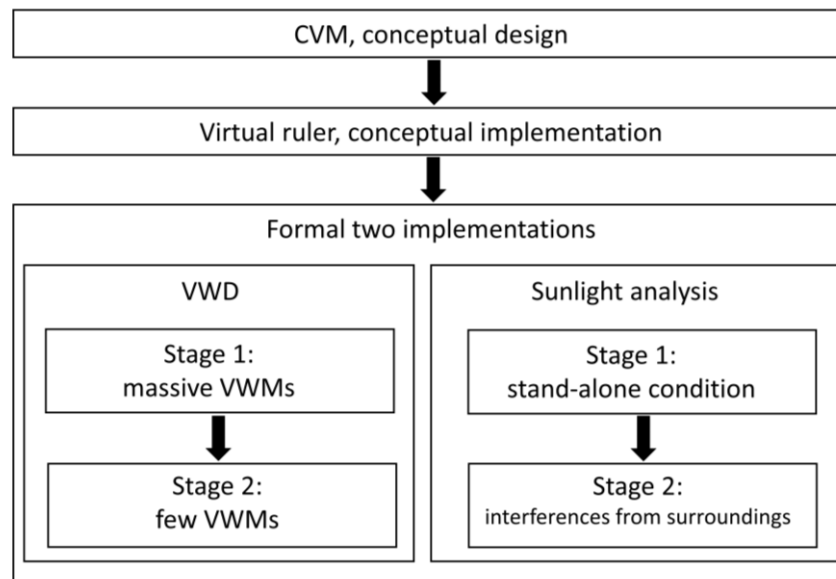 CVM, conceptual design
Virtual ruler, conceptual implementation
Formal two implementations
VWD
Stage 1:
massive VWMs
Stage 2:
few VWMs
Sunlight analysis
Stage 1:
stand-alone condition
Stage 2:
interferences from surroundings